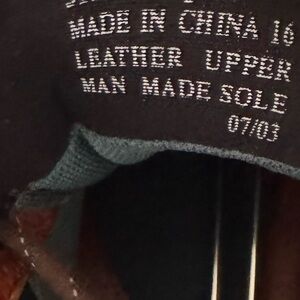 MADE IN CHINA 16
LEATHER UPPER
MAN MADE SOLE
07/03